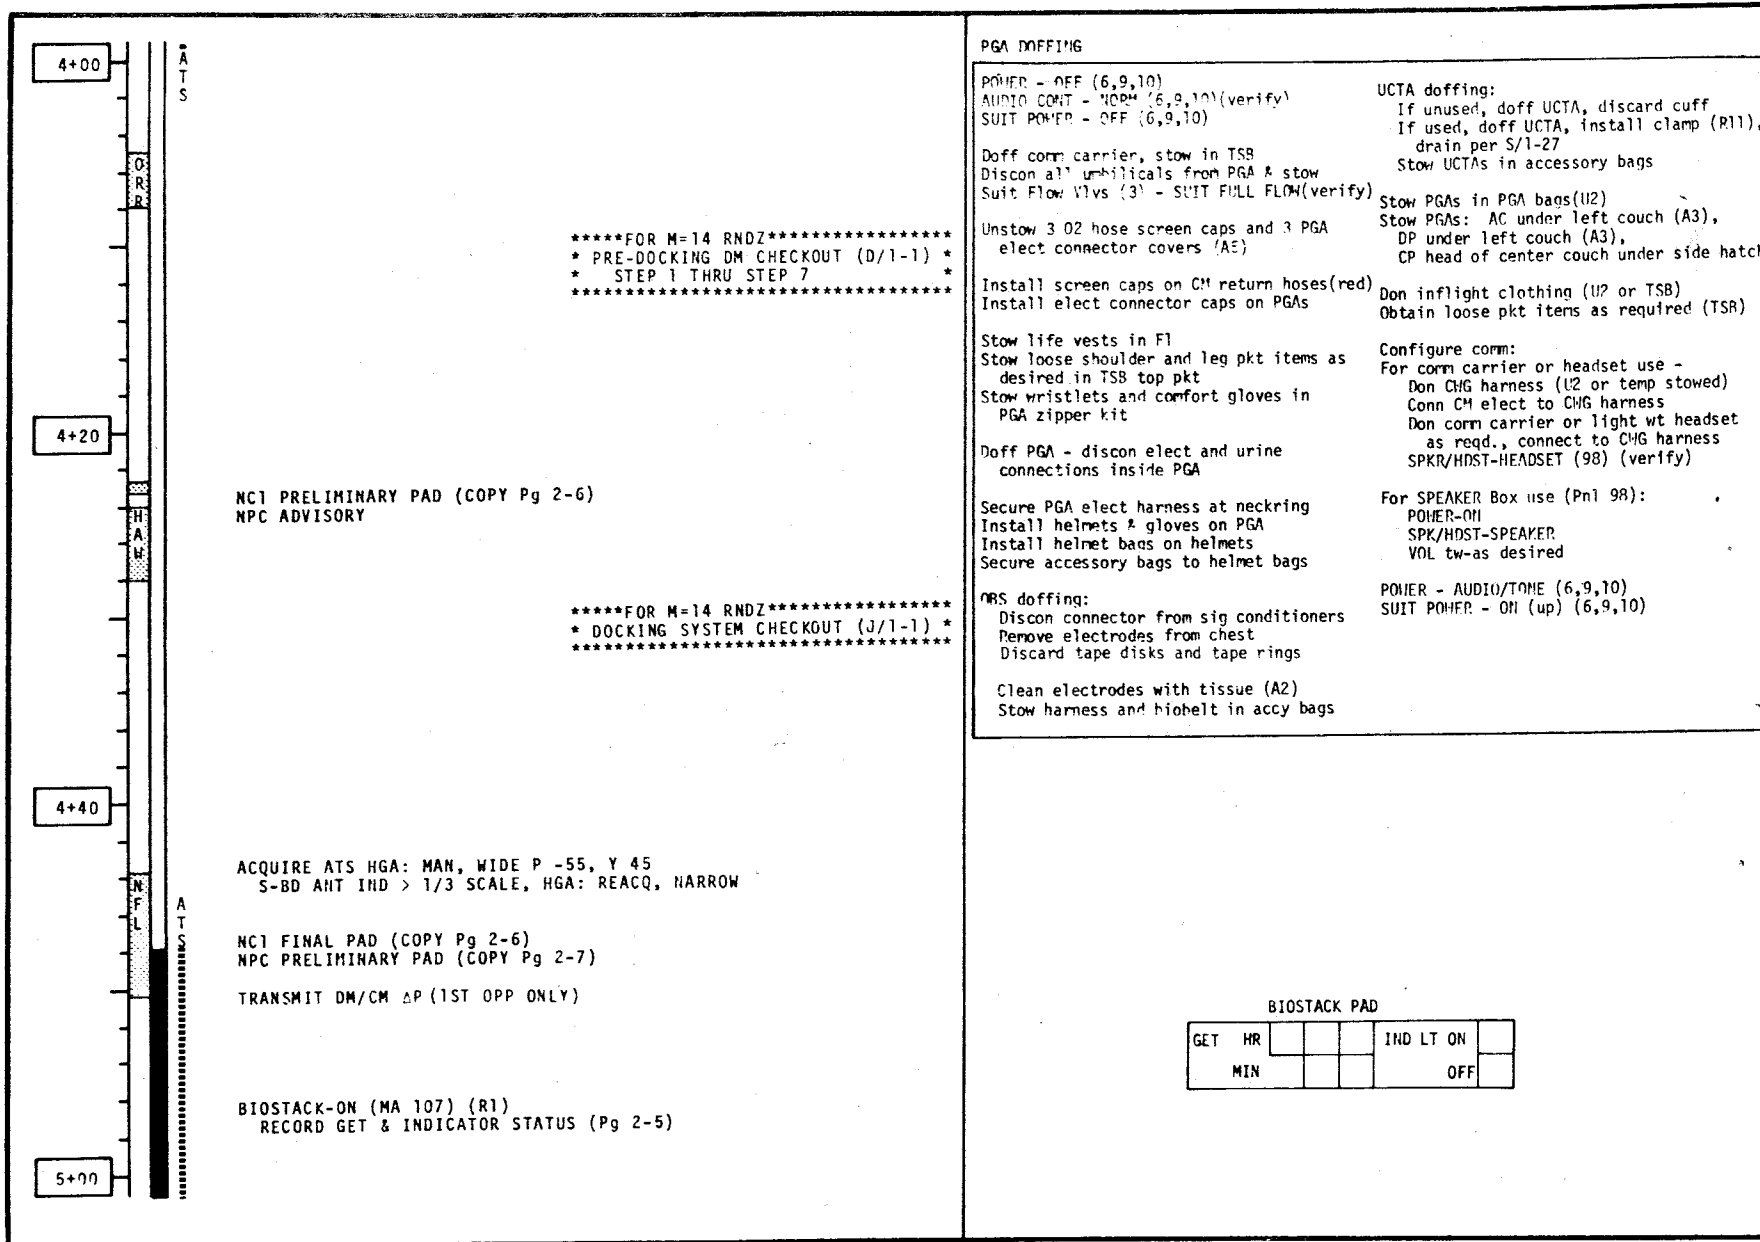 4+00
ATS
ORR
*****FOR M=14 RNDZ*****************
* PRE-DOCKING DM CHECKOUT (D/1-1) *
* STEP 1 THRU STEP 7 *
***********************************
4+20
HAW
NC1 PRELIMINARY PAD (COPY Pg 2-6)
NPC ADVISORY
*****FOR M=14 RNDZ*****************
* DOCKING SYSTEM CHECKOUT (J/1-1) *
***********************************
4+40
NFL
ATS
ACQUIRE ATS HGA: MAN, WIDE P -55, Y 45
S-BD ANT IND > 1/3 SCALE, HGA: REACQ, NARROW
NC1 FINAL PAD (COPY Pg 2-6)
NPC PRELIMINARY PAD (COPY Pg 2-7)
TRANSMIT DM/CM ΔP (1ST OPP ONLY)
BIOSTACK-ON (MA 107) (R1)
RECORD GET & INDICATOR STATUS (Pg 2-5)
5+00
PGA DOFFING
POWER - OFF (6,9,10)
AUDIO CONT - NORM (6,9,10)(verify)
SUIT POWER - OFF (6,9,10)
Doff comm carrier, stow in TSB
Discon all umbilicals from PGA & stow
Suit Flow Vlvs (3) - SUIT FULL FLOW(verify)
Unstow 3 O2 hose screen caps and 3 PGA
elect connector covers
Install screen caps on CM return hoses(red)
Install elect connector caps on PGAs
Stow life vests in F1
Stow loose shoulder and leg pkt items as
desired in TSB top pkt
Stow wristlets and comfort gloves in
PGA zipper kit
Doff PGA - discon elect and urine
connections inside PGA
Secure PGA elect harness at neckring
Install helmets & gloves on PGA
Install helmet bags on helmets
Secure accessory bags to helmet bags
OBS doffing:
Discon connector from sig conditioners
Remove electrodes from chest
Discard tape disks and tape rings
Clean electrodes with tissue (A2)
Stow harness and biobelt in accy bags
UCTA doffing:
If unused, doff UCTA, discard cuff
If used, doff UCTA, install clamp (R11),
drain per S/1-27
Stow UCTAs in accessory bags
Stow PGAs in PGA bags(U2)
Stow PGAs: AC under left couch (A3),
DP under left couch (A3),
CP head of center couch under side hatch
Don inflight clothing (U2 or TSB)
Obtain loose pkt items as required (TSB)
Configure comm:
For comm carrier or headset use -
Don CWG harness (U2 or temp stowed)
Conn CM elect to CWG harness
Don comm carrier or light wt headset
as reqd., connect to CWG harness
SPKR/HDST-HEADSET (98) (verify)
For SPEAKER Box use (Pnl 98):
POWER-ON
SPK/HDST-SPEAKER
VOL tw-as desired
POWER - AUDIO/TONE (6,9,10)
SUIT POWER - ON (up) (6,9,10)
BIOSTACK PAD
GET HR IND LT ON
MIN OFF